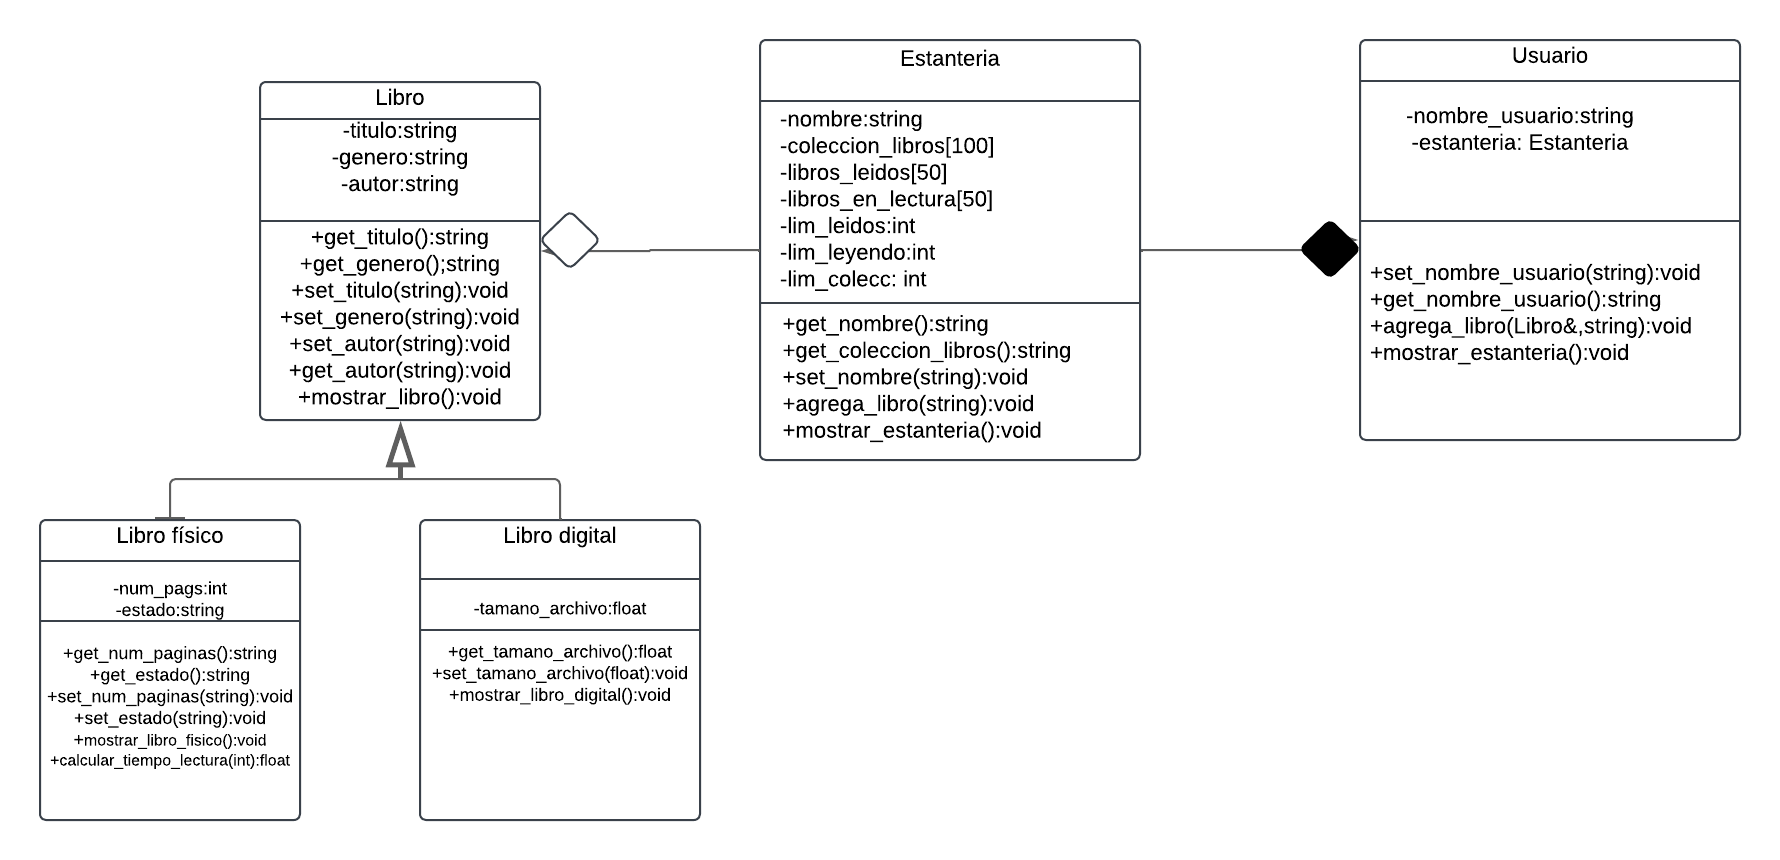 Libro
-titulo:string
-genero:string
-autor:string
+get_titulo():string
+get_genero();string
+set_titulo(string):void
+set_genero(string):void
+set_autor(string):void
+get_autor(string):void
+mostrar_libro():void
Estanteria
-nombre:string
-coleccion_libros[100]
-libros_leidos[50]
-libros_en_lectura[50]
-lim_leidos:int
-lim_leyendo:int
-lim_colecc: int
+get_nombre():string
+get_coleccion_libros():string
+set_nombre(string):void
+agrega_libro(string):void
+mostrar_estanteria():void
Usuario
-nombre_usuario:string
-estanteria: Estanteria
+set_nombre_usuario(string):void
+get_nombre_usuario():string
+agrega_libro(Libro&,string):void
+mostrar_estanteria():void
Libro físico
-num_pags:int
-estado:string
+get_num_paginas():string
+get_estado():string
+set_num_paginas(string):void
+set_estado(string):void
+mostrar_libro_fisico():void
+calcular_tiempo_lectura(int):float
Libro digital
-tamano_archivo:float
+get_tamano_archivo():float
+set_tamano_archivo(float):void
+mostrar_libro_digital():void